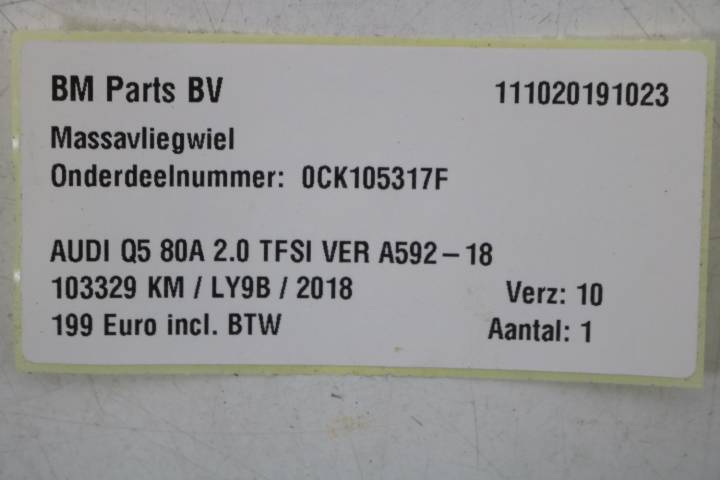 BM Parts BV 111020191023
Massavliegwiel
Onderdeelnummer: 0CK105317F
AUDI Q5 80A 2.0 TFSI VER A592-18
103329 KM / LY9B / 2018 Verz: 10
199 Euro incl. BTW Aantal: 1